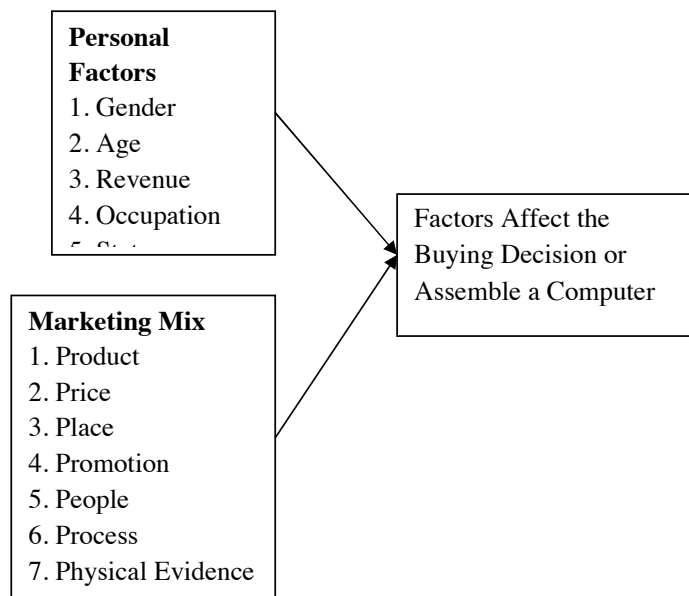 Personal
Factors
1. Gender
2. Age
3. Revenue
4. Occupation
Factors Affect the
Buying Decision or
Assemble a Computer
Marketing Mix
1. Product
2. Price
3. Place
4. Promotion
5. People
6. Process
7. Physical Evidence